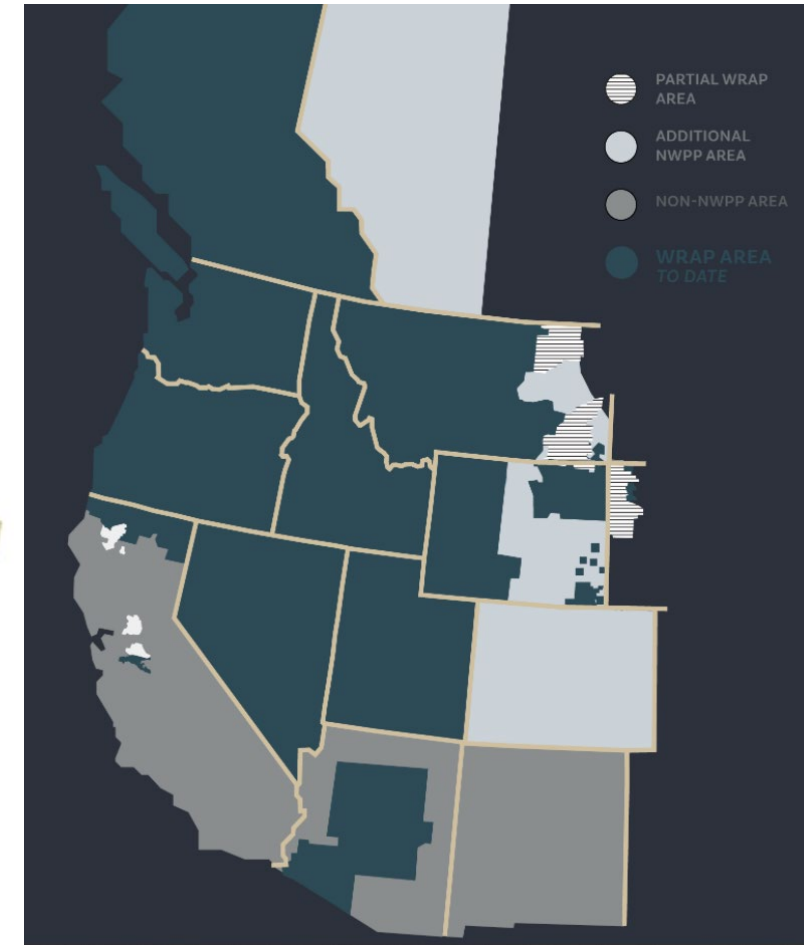 PARTIAL WRAP
AREA
ADDITIONAL
NWPP AREA
NON-NWPP AREA
WRAP AREA
TO DATE